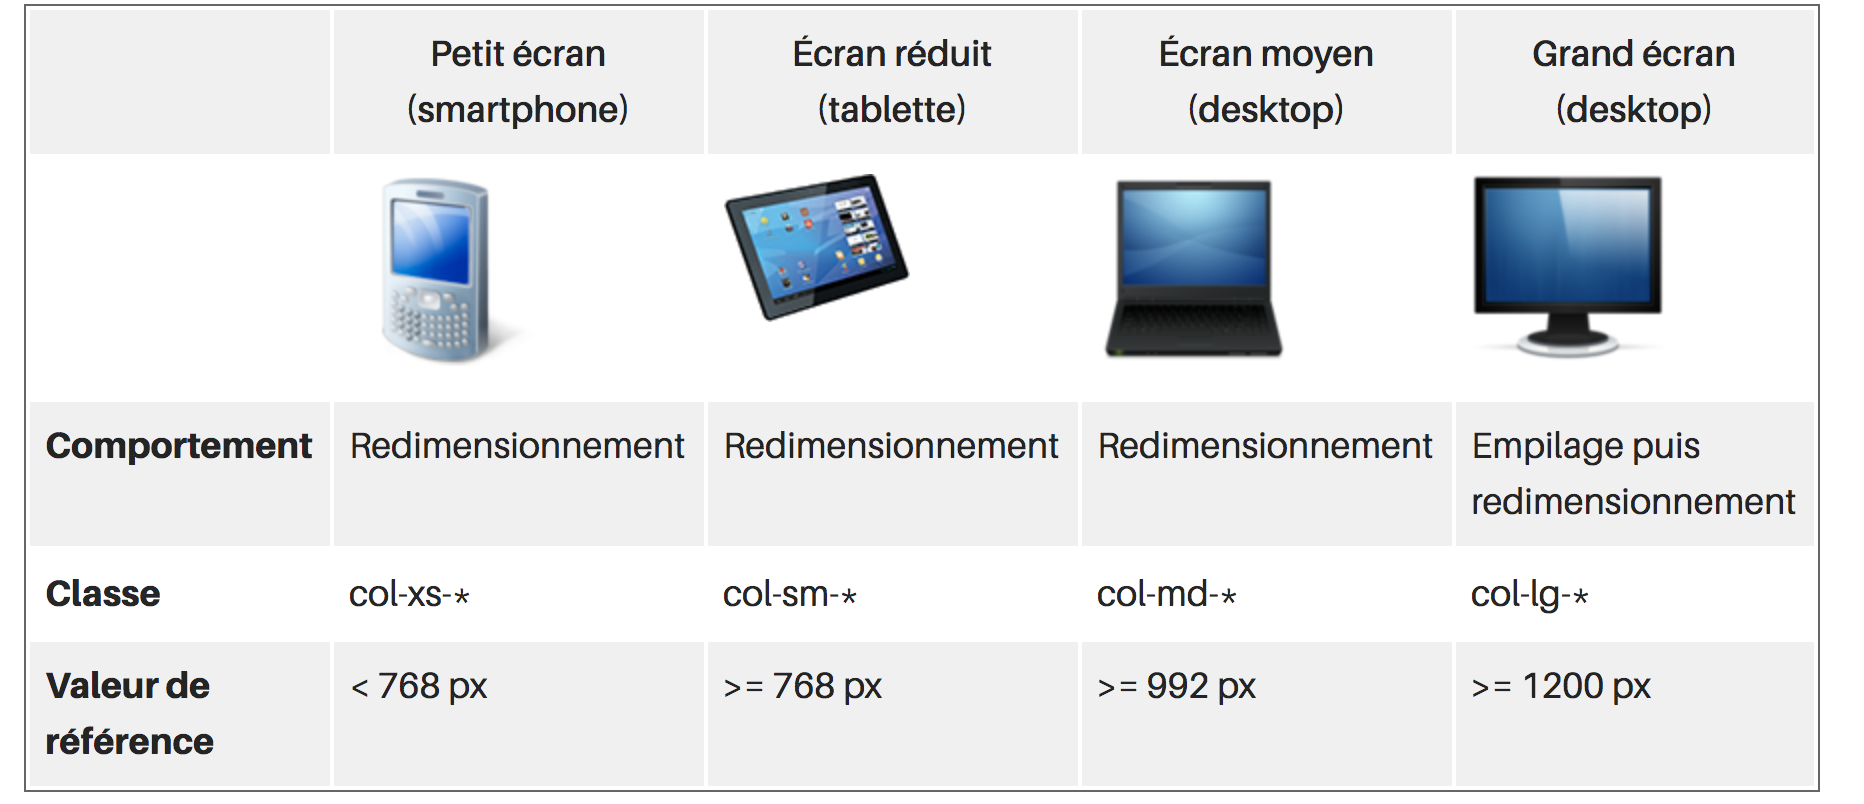 Petit écran
(smartphone)
Écran réduit
(tablette)
Écran moyen
(desktop)
Grand écran
(desktop)
Comportement
Redimensionnement
Redimensionnement
Redimensionnement
Empilage puis
redimensionnement
Classe
col-xs-*
col-sm-*
col-md-*
col-lg-*
Valeur de
référence
< 768 px
>= 768 px
>= 992 px
>= 1200 px